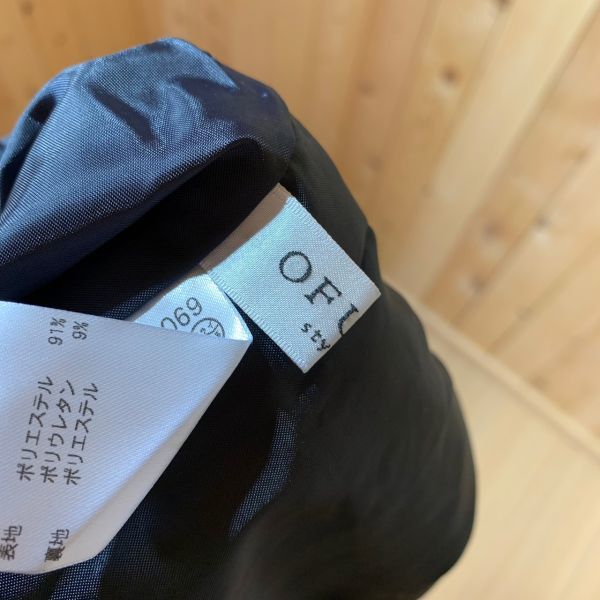 OFU
sty
069
表地 ポリエステル 91%
ポリウレタン 9%
裏地 ポリエステル